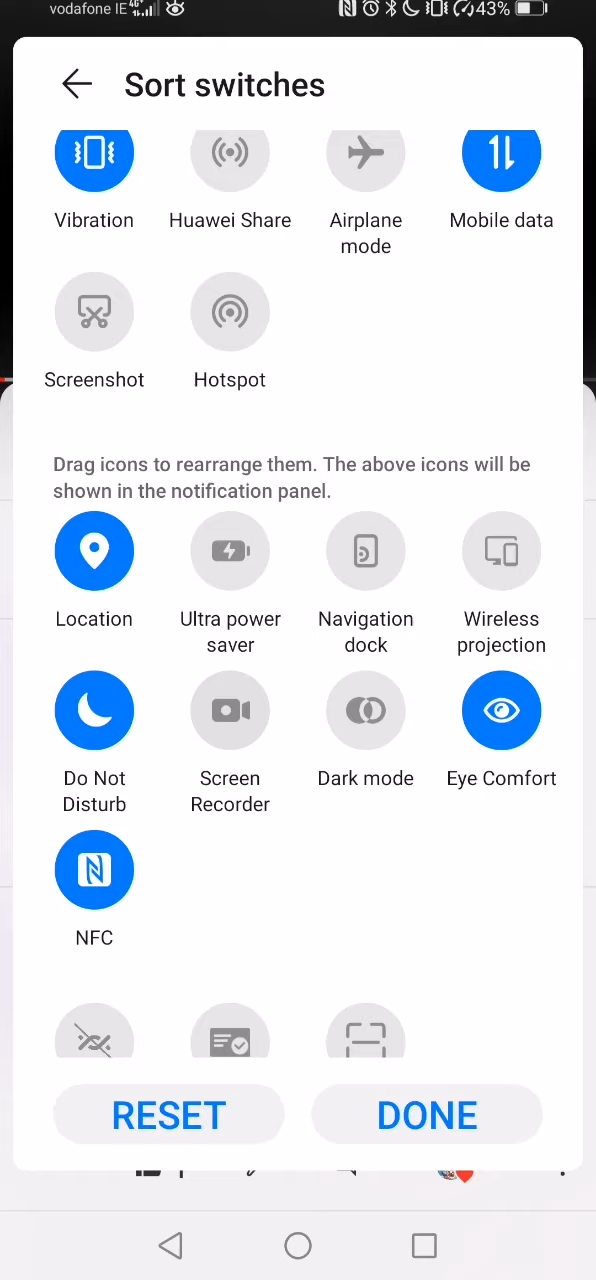 vodafone IE 4G+ 43%
Sort switches
Vibration Huawei Share Airplane mode Mobile data
Screenshot Hotspot
Drag icons to rearrange them. The above icons will be
shown in the notification panel.
Location Ultra power saver Navigation dock Wireless projection
Do Not Disturb Screen Recorder Dark mode Eye Comfort
NFC
RESET DONE